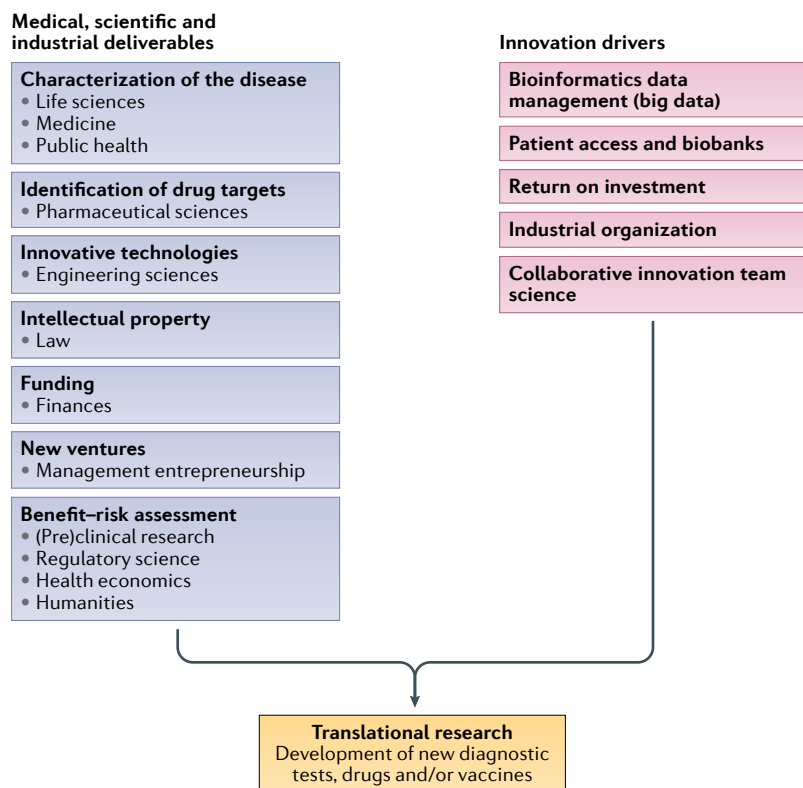 Medical, scientific and
industrial deliverables
Characterization of the disease
• Life sciences
• Medicine
• Public health
Identification of drug targets
• Pharmaceutical sciences
Innovative technologies
• Engineering sciences
Intellectual property
• Law
Funding
• Finances
New ventures
• Management entrepreneurship
Benefit–risk assessment
• (Pre)clinical research
• Regulatory science
• Health economics
• Humanities
Innovation drivers
Bioinformatics data
management (big data)
Patient access and biobanks
Return on investment
Industrial organization
Collaborative innovation team
science
Translational research
Development of new diagnostic
tests, drugs and/or vaccines